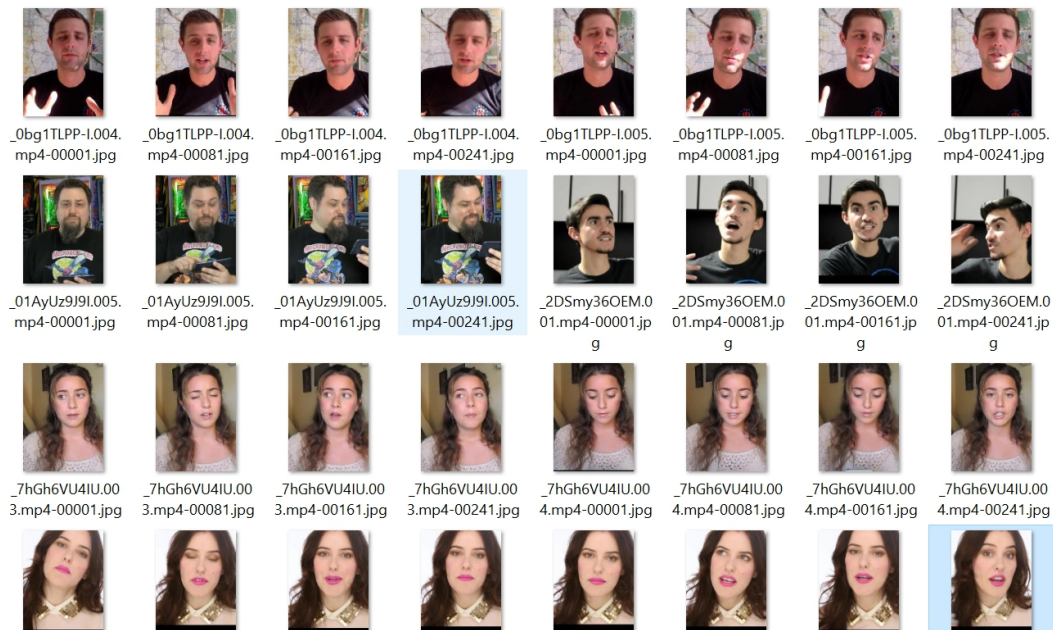 _0bg1TLPP-I.004.
mp4-00001.jpg
_0bg1TLPP-I.004.
mp4-00081.jpg
_0bg1TLPP-I.004.
mp4-00161.jpg
_0bg1TLPP-I.004.
mp4-00241.jpg
_0bg1TLPP-I.005.
mp4-00001.jpg
_0bg1TLPP-I.005.
mp4-00081.jpg
_0bg1TLPP-I.005.
mp4-00161.jpg
_0bg1TLPP-I.005.
mp4-00241.jpg
_01AyUz9J9I.005.
mp4-00001.jpg
_01AyUz9J9I.005.
mp4-00081.jpg
_01AyUz9J9I.005.
mp4-00161.jpg
_01AyUz9J9I.005.
mp4-00241.jpg
_2DSmy36OEM.0
01.mp4-00001.jp
g
_2DSmy36OEM.0
01.mp4-00081.jp
g
_2DSmy36OEM.0
01.mp4-00161.jp
g
_2DSmy36OEM.0
01.mp4-00241.jp
g
_7hGh6VU4IU.00
3.mp4-00001.jpg
_7hGh6VU4IU.00
3.mp4-00081.jpg
_7hGh6VU4IU.00
3.mp4-00161.jpg
_7hGh6VU4IU.00
3.mp4-00241.jpg
_7hGh6VU4IU.00
4.mp4-00001.jpg
_7hGh6VU4IU.00
4.mp4-00081.jpg
_7hGh6VU4IU.00
4.mp4-00161.jpg
_7hGh6VU4IU.00
4.mp4-00241.jpg